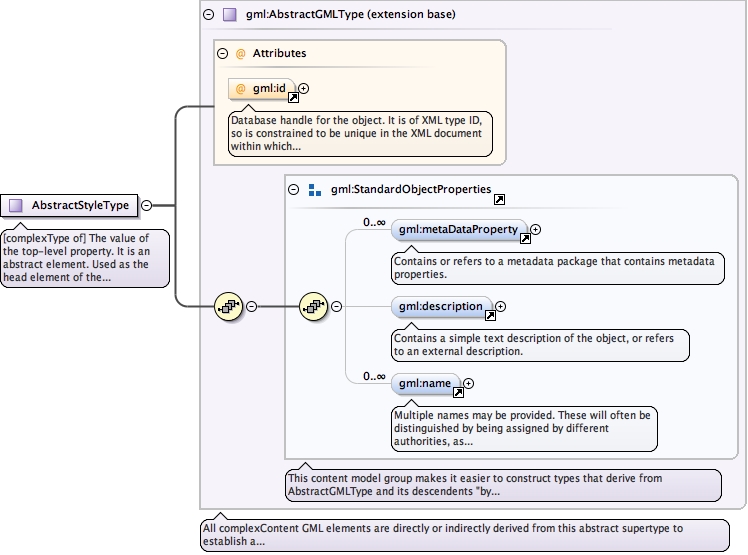 gml:AbstractGMLType (extension base)
@ Attributes
@ gml:id
Database handle for the object. It is of XML type ID,
so is constrained to be unique in the XML document
within which...
gml:StandardObjectProperties
AbstractStyleType
[complexType of] The value of
the top-level property. It is an
abstract element. Used as the
head element of the...
0..∞
gml:metaDataProperty
Contains or refers to a metadata package that contains metadata
properties.
gml:description
Contains a simple text description of the object, or refers
to an external description.
0..∞
gml:name
Multiple names may be provided. These will often be
distinguished by being assigned by different
authorities, as...
This content model group makes it easier to construct types that derive from
AbstractGMLType and its descendents "by...
All complexContent GML elements are directly or indirectly derived from this abstract supertype to
establish a...